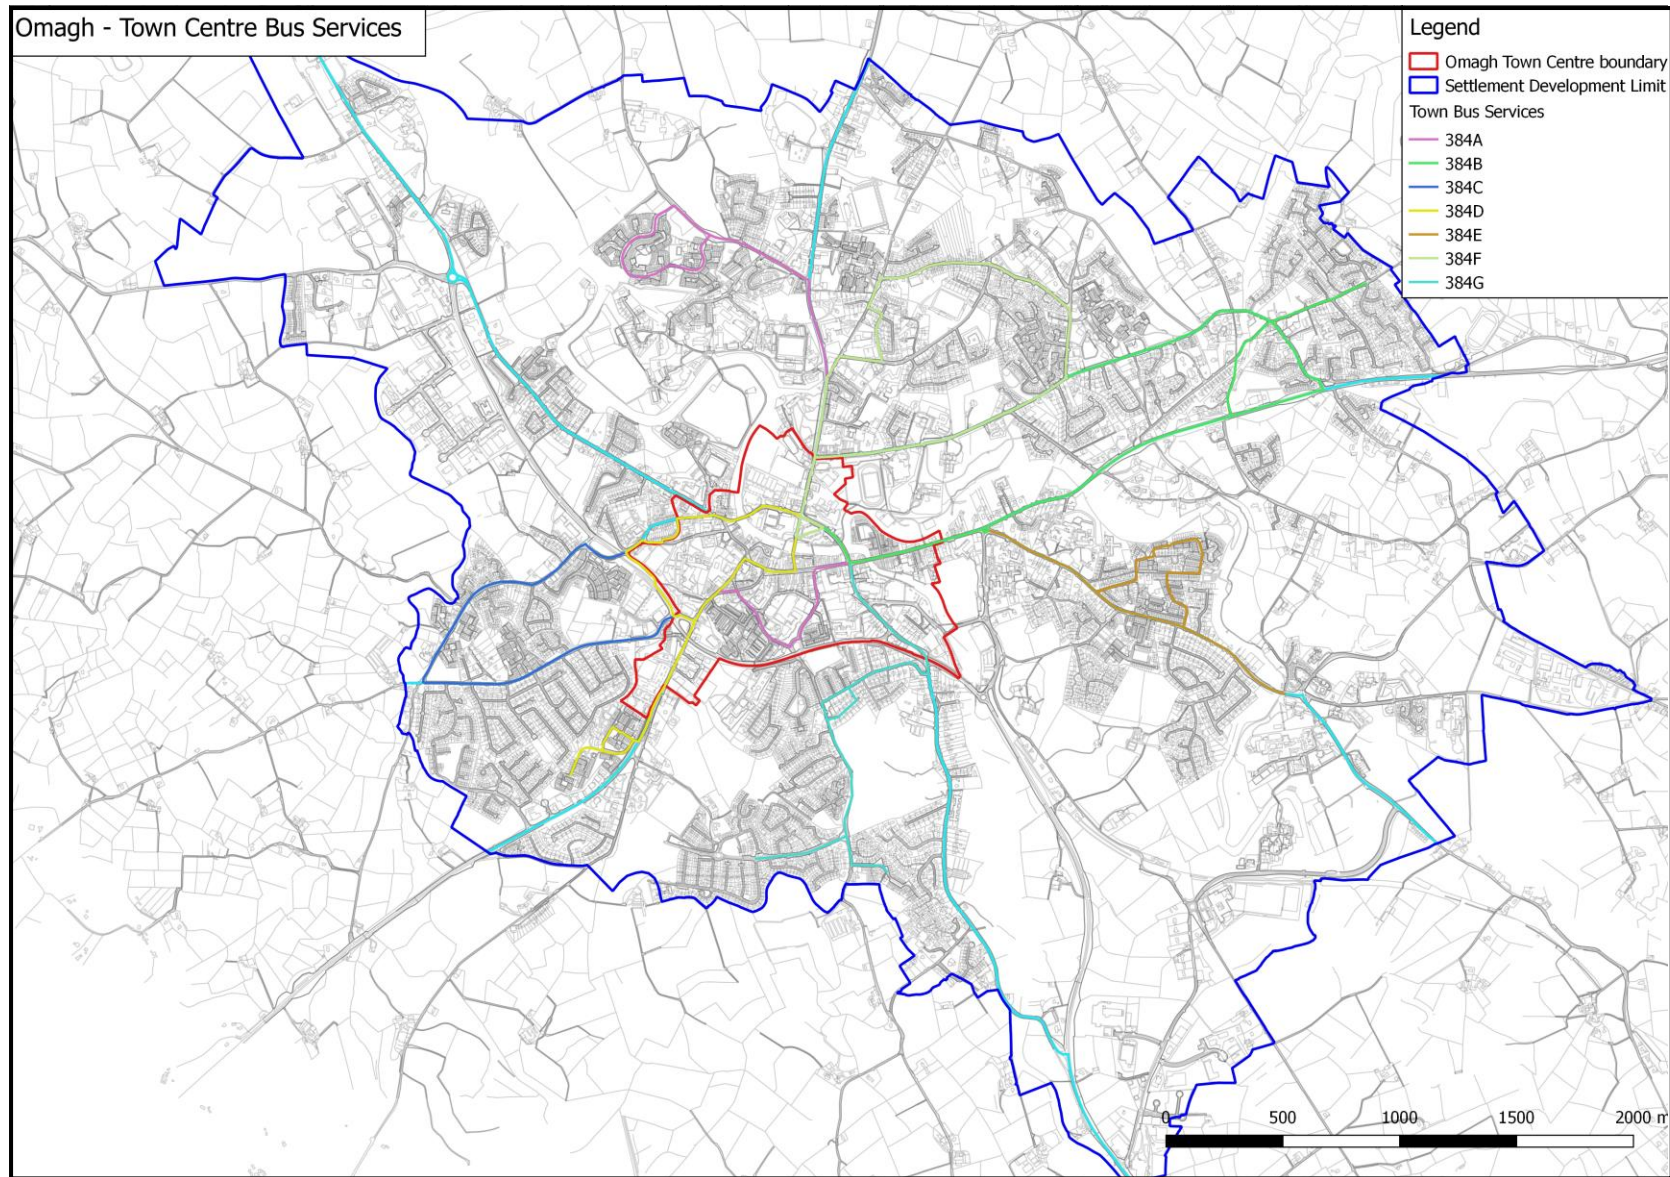 Omagh - Town Centre Bus Services
Legend
Omagh Town Centre boundary
Settlement Development Limit
Town Bus Services
384A
384B
384C
384D
384E
384F
384G
0 500 1000 1500 2000 m